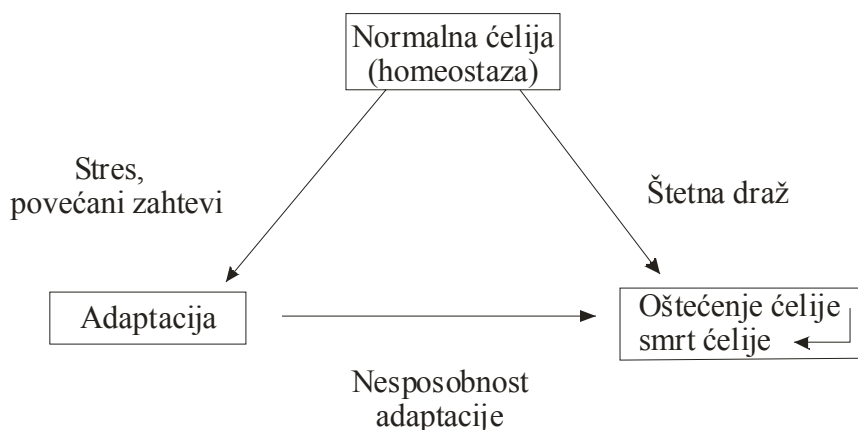 Normalna ćelija
(homeostaza)
Stres,
povećani zahtevi
Štetna draž
Adaptacija
Oštećenje ćelije
smrt ćelije
Nesposobnost
adaptacije